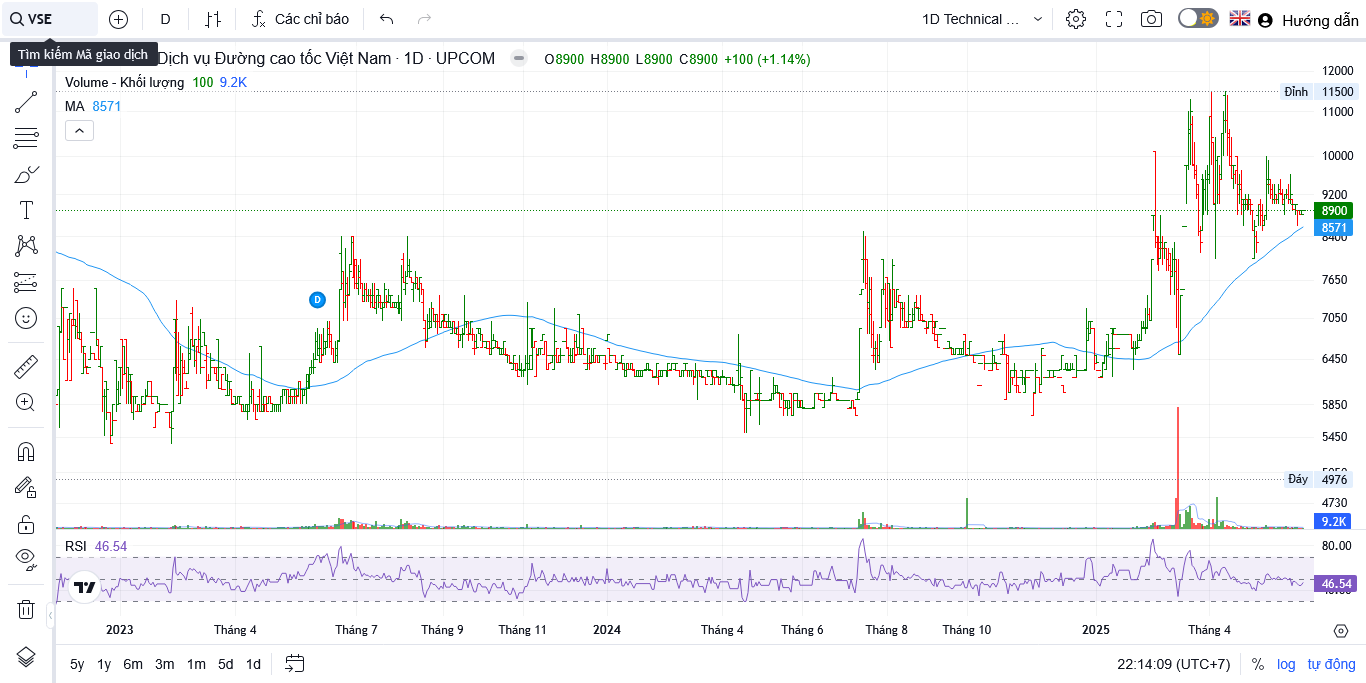 VSE
D
Các chỉ báo
1D Technical ...
Hướng dẫn
Tìm kiếm Mã giao dịch
Dịch vụ Đường cao tốc Việt Nam · 1D · UPCOM
O8900 H8900 L8900 C8900 +100 (+1.14%)
Volume - Khối lượng 100 9.2K
MA 8571
D
12000
Đỉnh 11500
11000
10000
9200
8900
8571
8400
7650
7050
6450
5850
5450
Đáy 4976
4730
9.2K
RSI 46.54
80.00
46.54
2023 Tháng 4 Tháng 7 Tháng 9 Tháng 11 2024 Tháng 4 Tháng 6 Tháng 8 Tháng 10 2025 Tháng 4
5y 1y 6m 3m 1m 5d 1d
22:14:09 (UTC+7) % log tự động